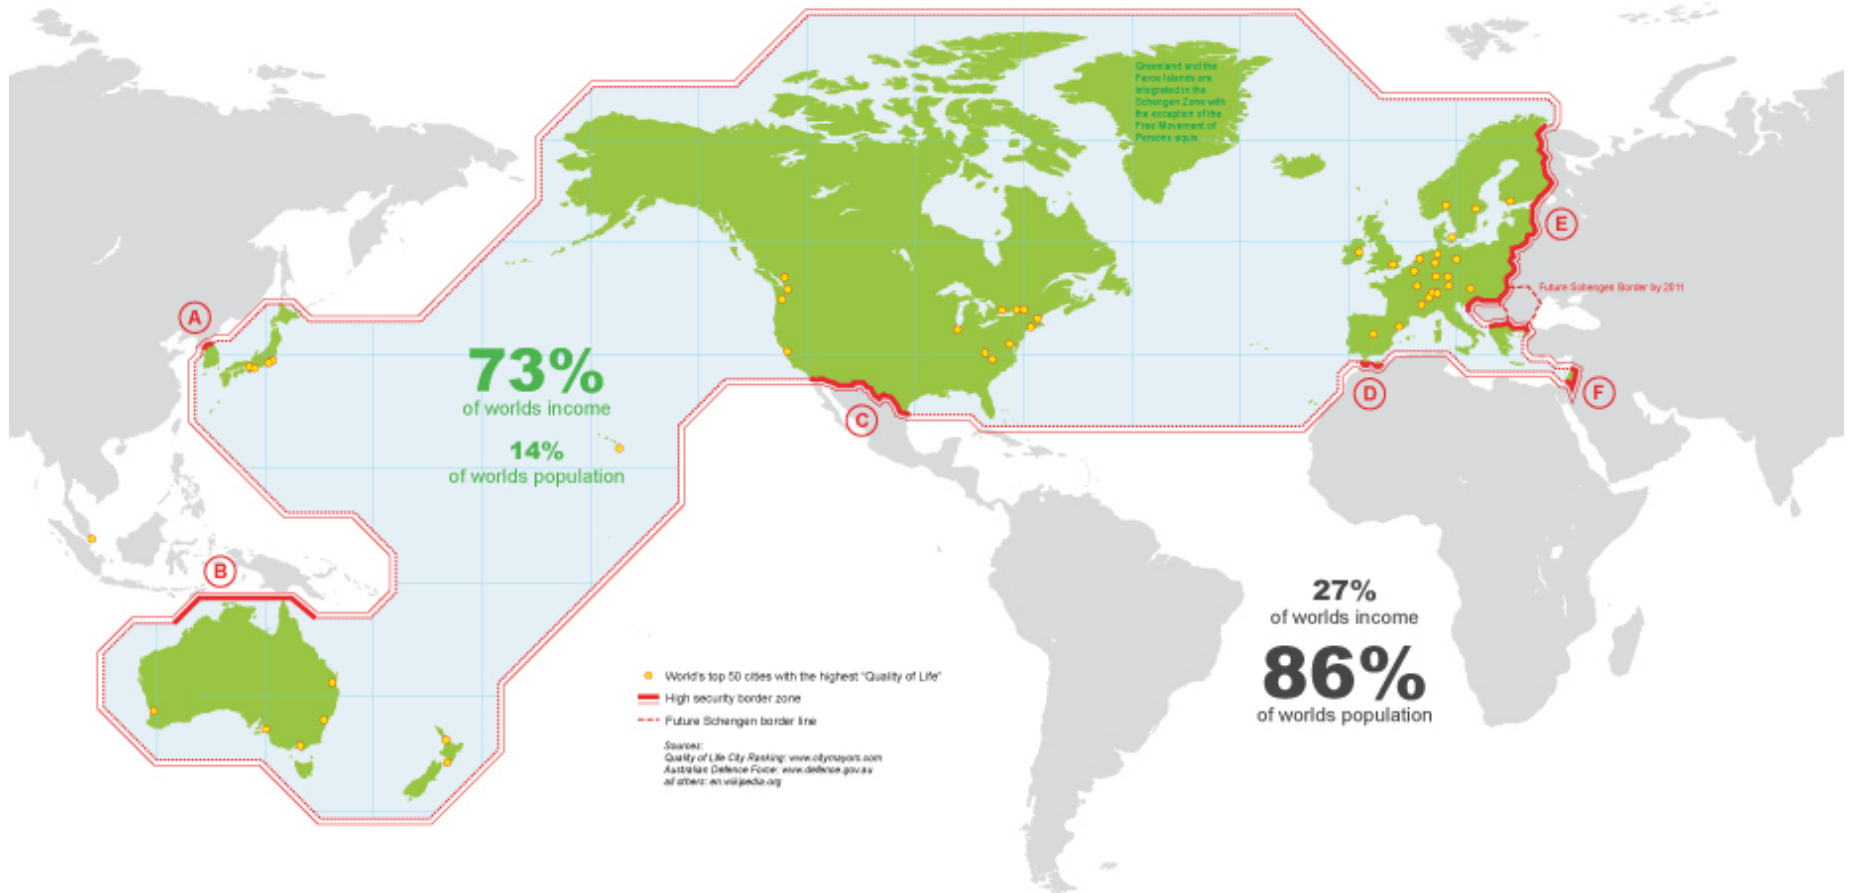 Greenland and the
Faroe Islands are
integrated in the
Schengen Zone with
the exception of the
Free Movement of
Persons aquis.
E
Future Schengen Border by 2011
A
73%
of worlds income
14%
of worlds population
C
D
F
B
27%
of worlds income
86%
of worlds population
World's top 50 cities with the highest "Quality of Life"
High security border zone
Future Schengen border line
Sources:
Quality of Life City Ranking: www.citymayors.com
Australian Defence Force: www.defence.gov.au
all others: en.wikipedia.org